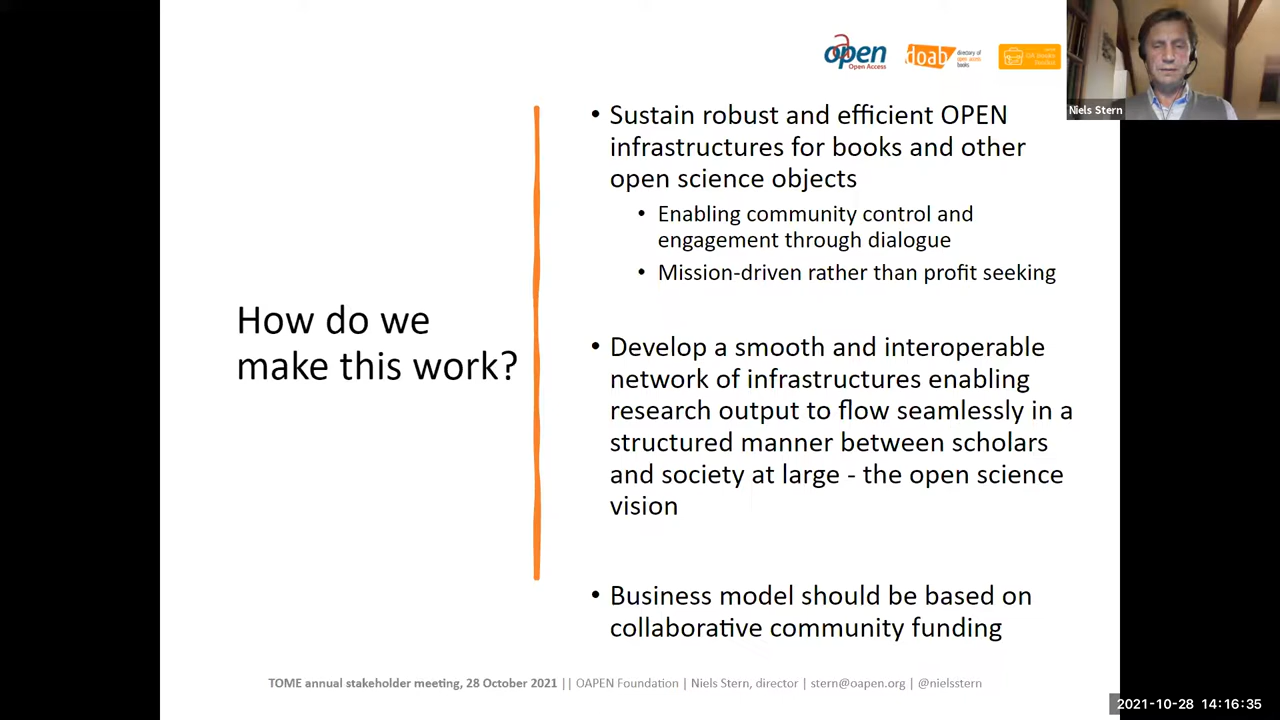 open
Open Access
doab
directory of
open access
books
Niels Stern
How do we
make this work?
• Sustain robust and efficient OPEN
infrastructures for books and other
open science objects
• Enabling community control and
engagement through dialogue
• Mission-driven rather than profit seeking
• Develop a smooth and interoperable
network of infrastructures enabling
research output to flow seamlessly in a
structured manner between scholars
and society at large - the open science
vision
• Business model should be based on
collaborative community funding
TOME annual stakeholder meeting, 28 October 2021 || OAPEN Foundation | Niels Stern, director | stern@oapen.org | @nielsstern
2021-10-28 14:16:35